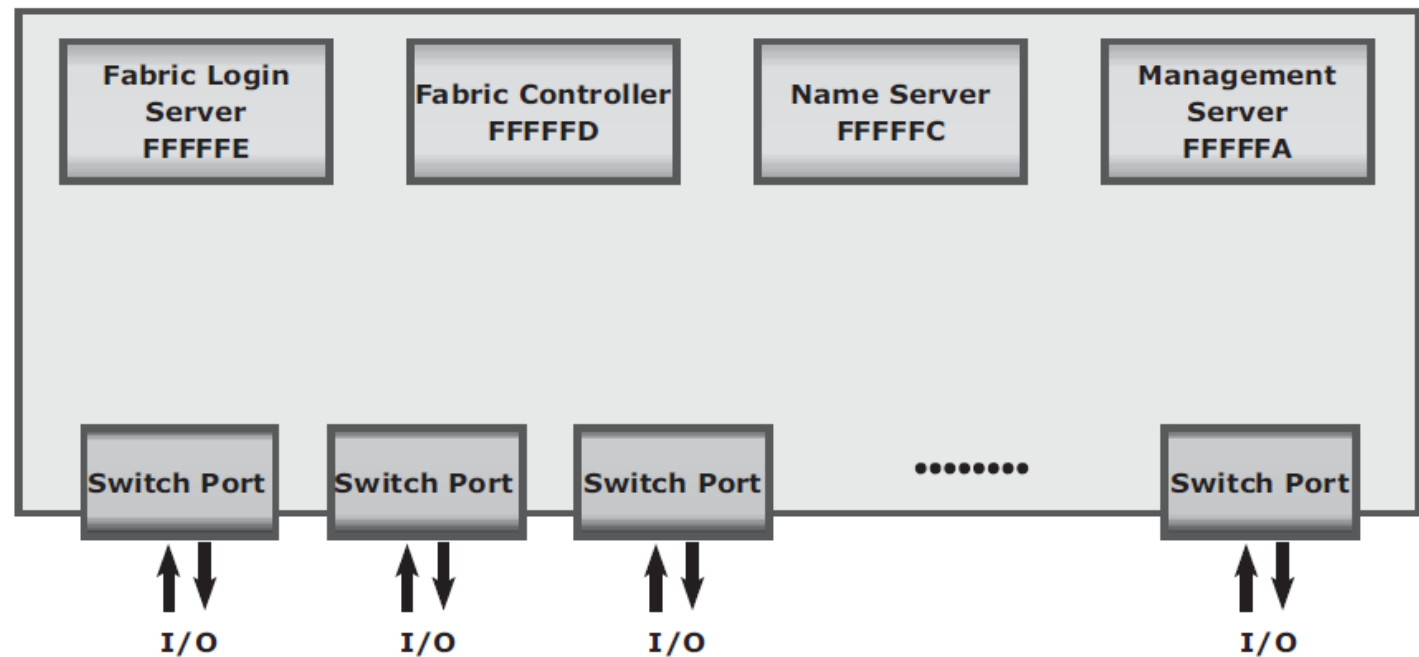 Fabric Login
Server
FFFFFE
Fabric Controller
FFFFFD
Name Server
FFFFFC
Management
Server
FFFFFA
Switch Port
Switch Port
Switch Port
Switch Port
I/O
I/O
I/O
I/O